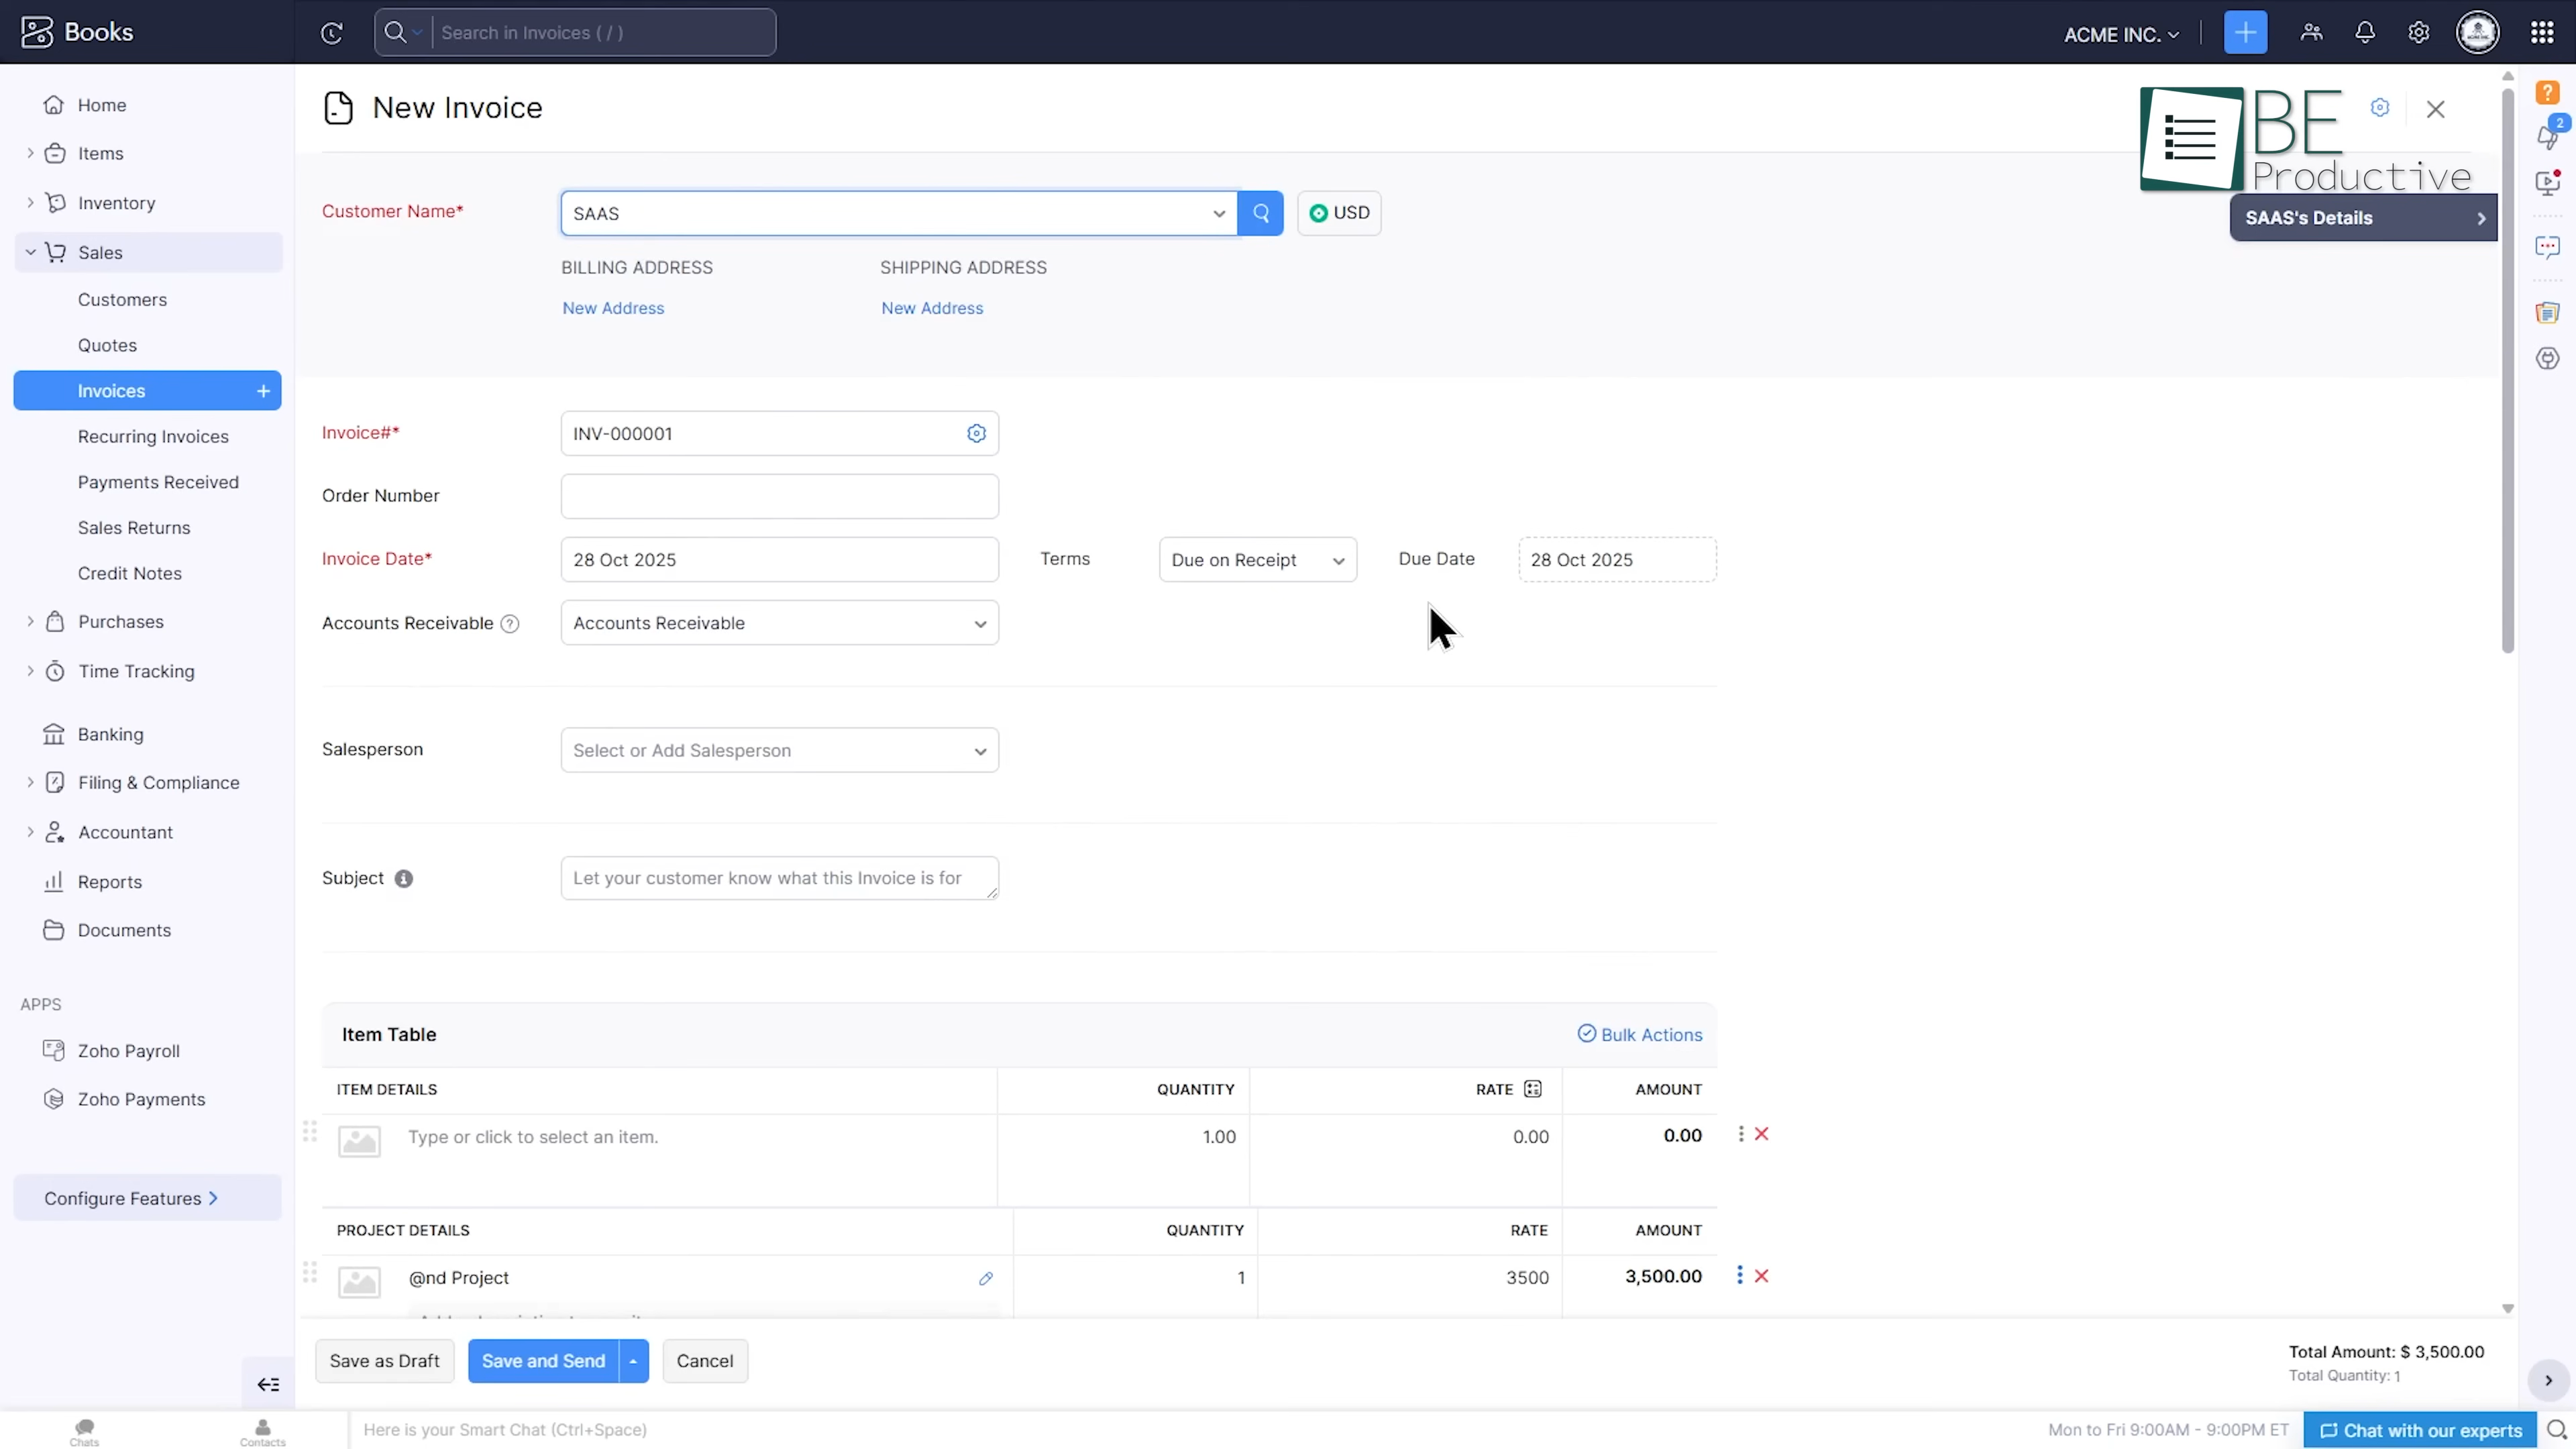 Books
Search in Invoices ( / )
ACME INC.
Home
Items
Inventory
Sales
Customers
Quotes
Invoices
Recurring Invoices
Payments Received
Sales Returns
Credit Notes
Purchases
Time Tracking
Banking
Filing & Compliance
Accountant
Reports
Documents
APPS
Zoho Payroll
Zoho Payments
Configure Features
New Invoice
BE
Productive
2
Customer Name*
SAAS
USD
SAAS's Details
BILLING ADDRESS
SHIPPING ADDRESS
New Address
New Address
Invoice#*
INV-000001
Order Number
Invoice Date*
28 Oct 2025
Terms
Due on Receipt
Due Date
28 Oct 2025
Accounts Receivable
Accounts Receivable
Salesperson
Select or Add Salesperson
Subject
Let your customer know what this Invoice is for
Item Table
Bulk Actions
ITEM DETAILS QUANTITY RATE AMOUNT
Type or click to select an item. 1.00 0.00 0.00
PROJECT DETAILS QUANTITY RATE AMOUNT
@nd Project 1 3500 3,500.00
Save as Draft
Save and Send
Cancel
Total Amount: $ 3,500.00
Total Quantity: 1
Chats
Contacts
Here is your Smart Chat (Ctrl+Space)
Mon to Fri 9:00AM - 9:00PM ET
Chat with our experts